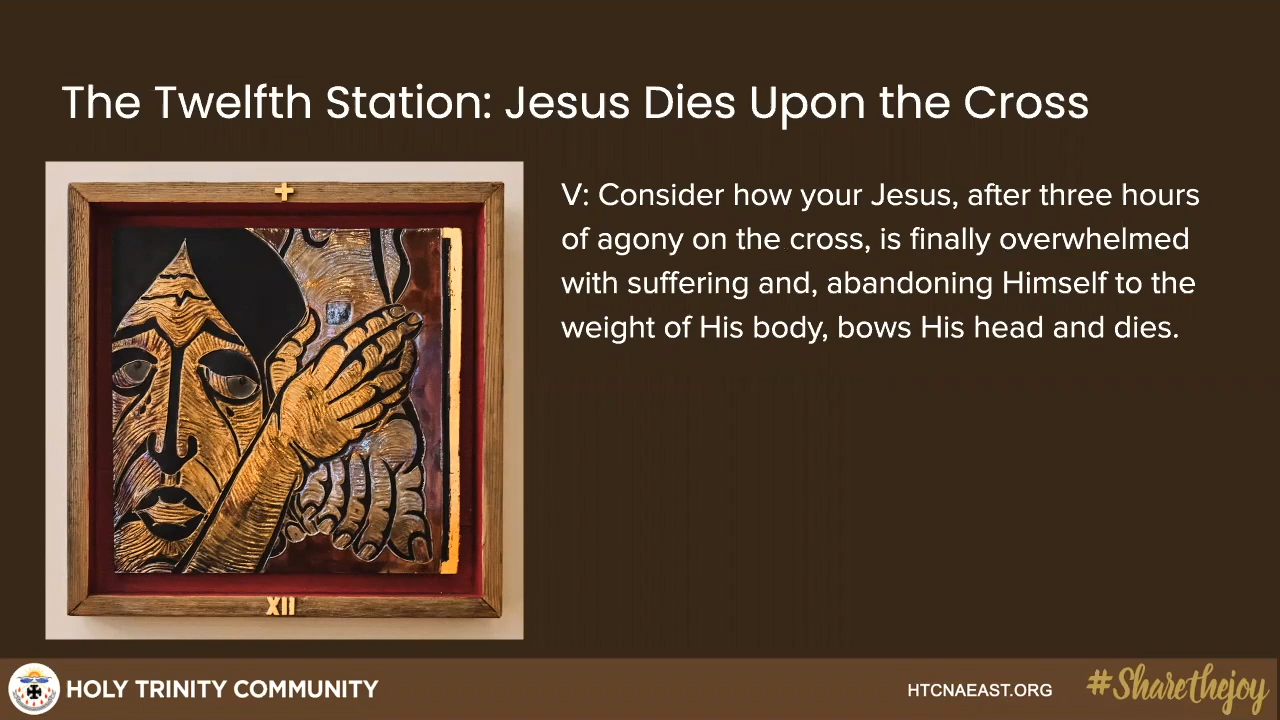 The Twelfth Station: Jesus Dies Upon the Cross
V: Consider how your Jesus, after three hours
of agony on the cross, is finally overwhelmed
with suffering and, abandoning Himself to the
weight of His body, bows His head and dies.
XII
HOLY TRINITY COMMUNITY
HTCNAEAST.ORG
#Sharethejoy